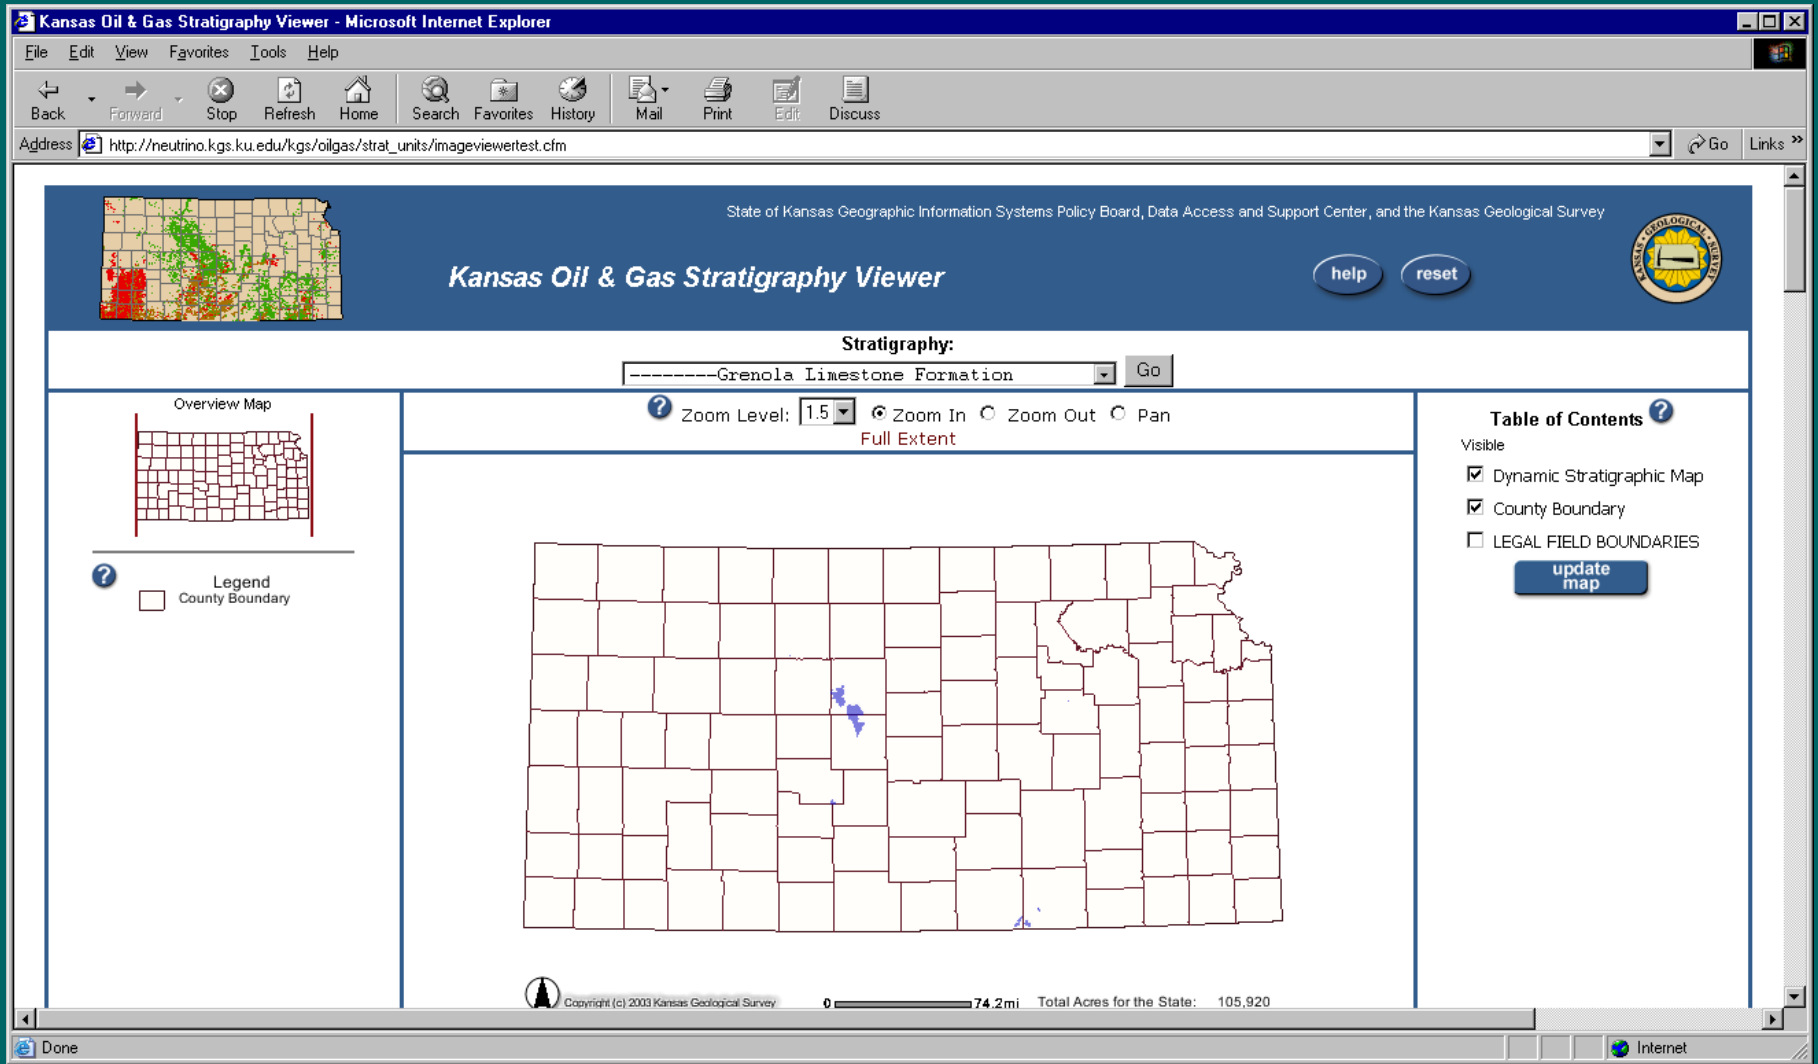 Kansas Oil & Gas Stratigraphy Viewer - Microsoft Internet Explorer
File Edit View Favorites Tools Help
Back Forward Stop Refresh Home Search Favorites History Mail Print Edit Discuss
Address http://neutrino.kgs.ku.edu/kgs/oilgas/strat_units/imageviewertest.cfm Go Links »
State of Kansas Geographic Information Systems Policy Board, Data Access and Support Center, and the Kansas Geological Survey
Kansas Oil & Gas Stratigraphy Viewer
help reset
KANSAS GEOLOGICAL SURVEY
Stratigraphy:
--------Grenola Limestone Formation Go
Overview Map
? Zoom Level: 1.5 Zoom In Zoom Out Pan
Full Extent
Table of Contents ?
Visible
Dynamic Stratigraphic Map
County Boundary
LEGAL FIELD BOUNDARIES
update map
? Legend
County Boundary
Copyright (c) 2003 Kansas Geological Survey 0 74.2mi Total Acres for the State: 105,920
Done Internet